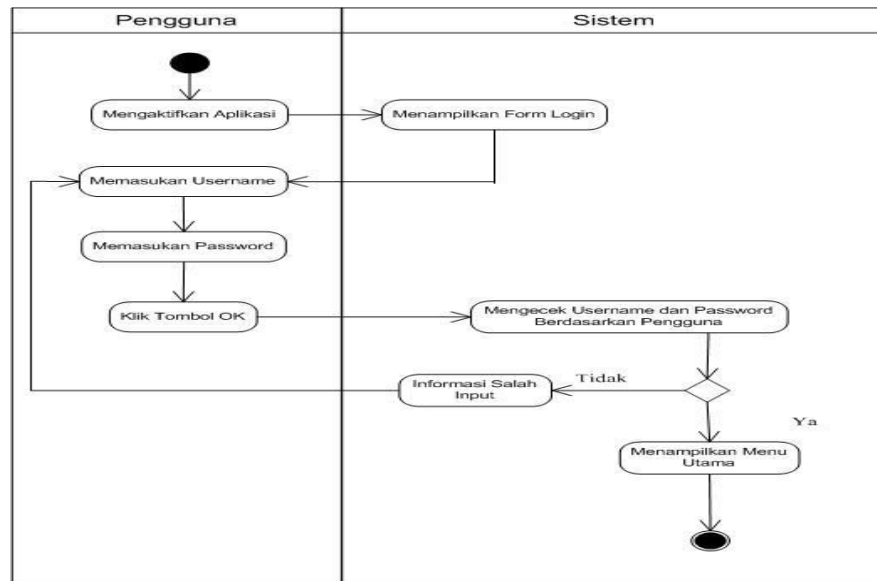 Pengguna
Sistem
Mengaktifkan Aplikasi
Menampilkan Form Login
Memasukan Username
Memasukan Password
Klik Tombol OK
Mengecek Username dan Password
Berdasarkan Pengguna
Tidak
Informasi Salah
Input
Ya
Menampilkan Menu
Utama